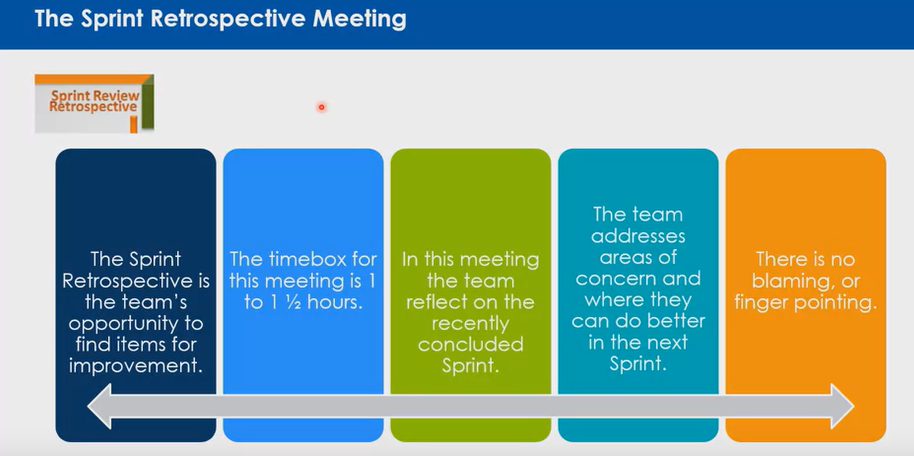 The Sprint Retrospective Meeting
Sprint Review
Retrospective
The Sprint
Retrospective is
the team's
opportunity to
find items for
improvement.
The timebox for
this meeting is 1
to 1 ½ hours.
In this meeting
the team
reflect on the
recently
concluded
Sprint.
The team
addresses
areas of
concern and
where they
can do better
in the next
Sprint.
There is no
blaming, or
finger pointing.